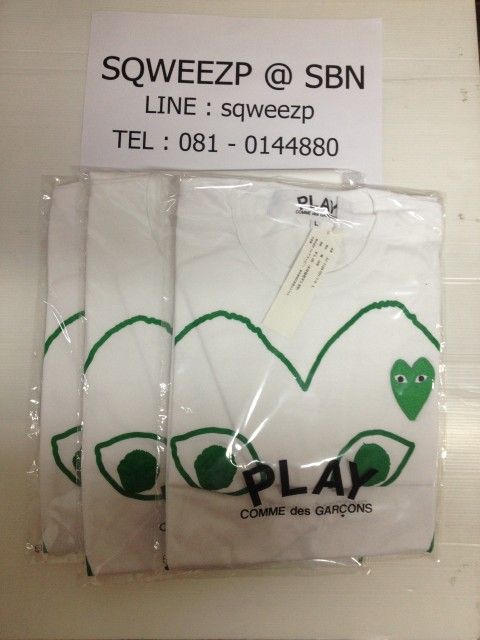 SQWEEZP @ SBN
LINE : sqweezp
TEL : 081 - 0144880
PLAY
COMME des GARÇONS
L
PLAY
COMME des GARÇONS